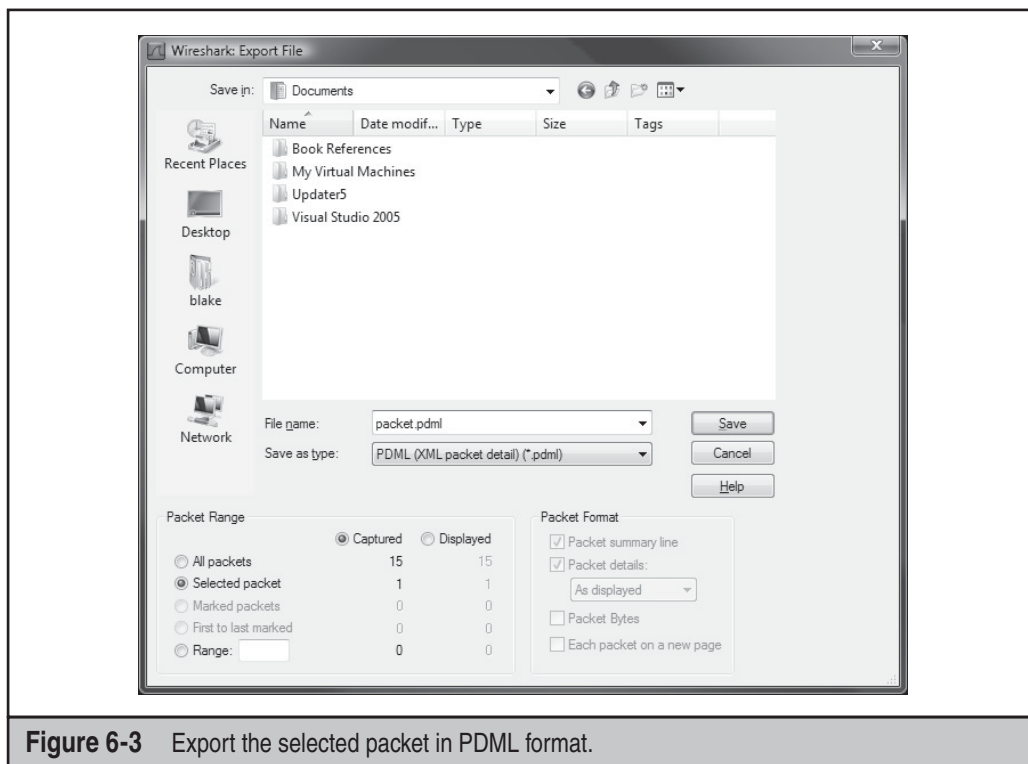 Wireshark: Export File
Save in: Documents
Name Date modif... Type Size Tags
Recent Places
Desktop
blake
Computer
Network
Book References
My Virtual Machines
Updater5
Visual Studio 2005
File name: packet.pdml Save
Save as type: PDML (XML packet detail) (*.pdml) Cancel
Help
Packet Range
Captured Displayed
All packets 15 15
Selected packet 1 1
Marked packets 0 0
First to last marked 0 0
Range: 0 0
Packet Format
Packet summary line
Packet details:
As displayed
Packet Bytes
Each packet on a new page
Figure 6-3 Export the selected packet in PDML format.